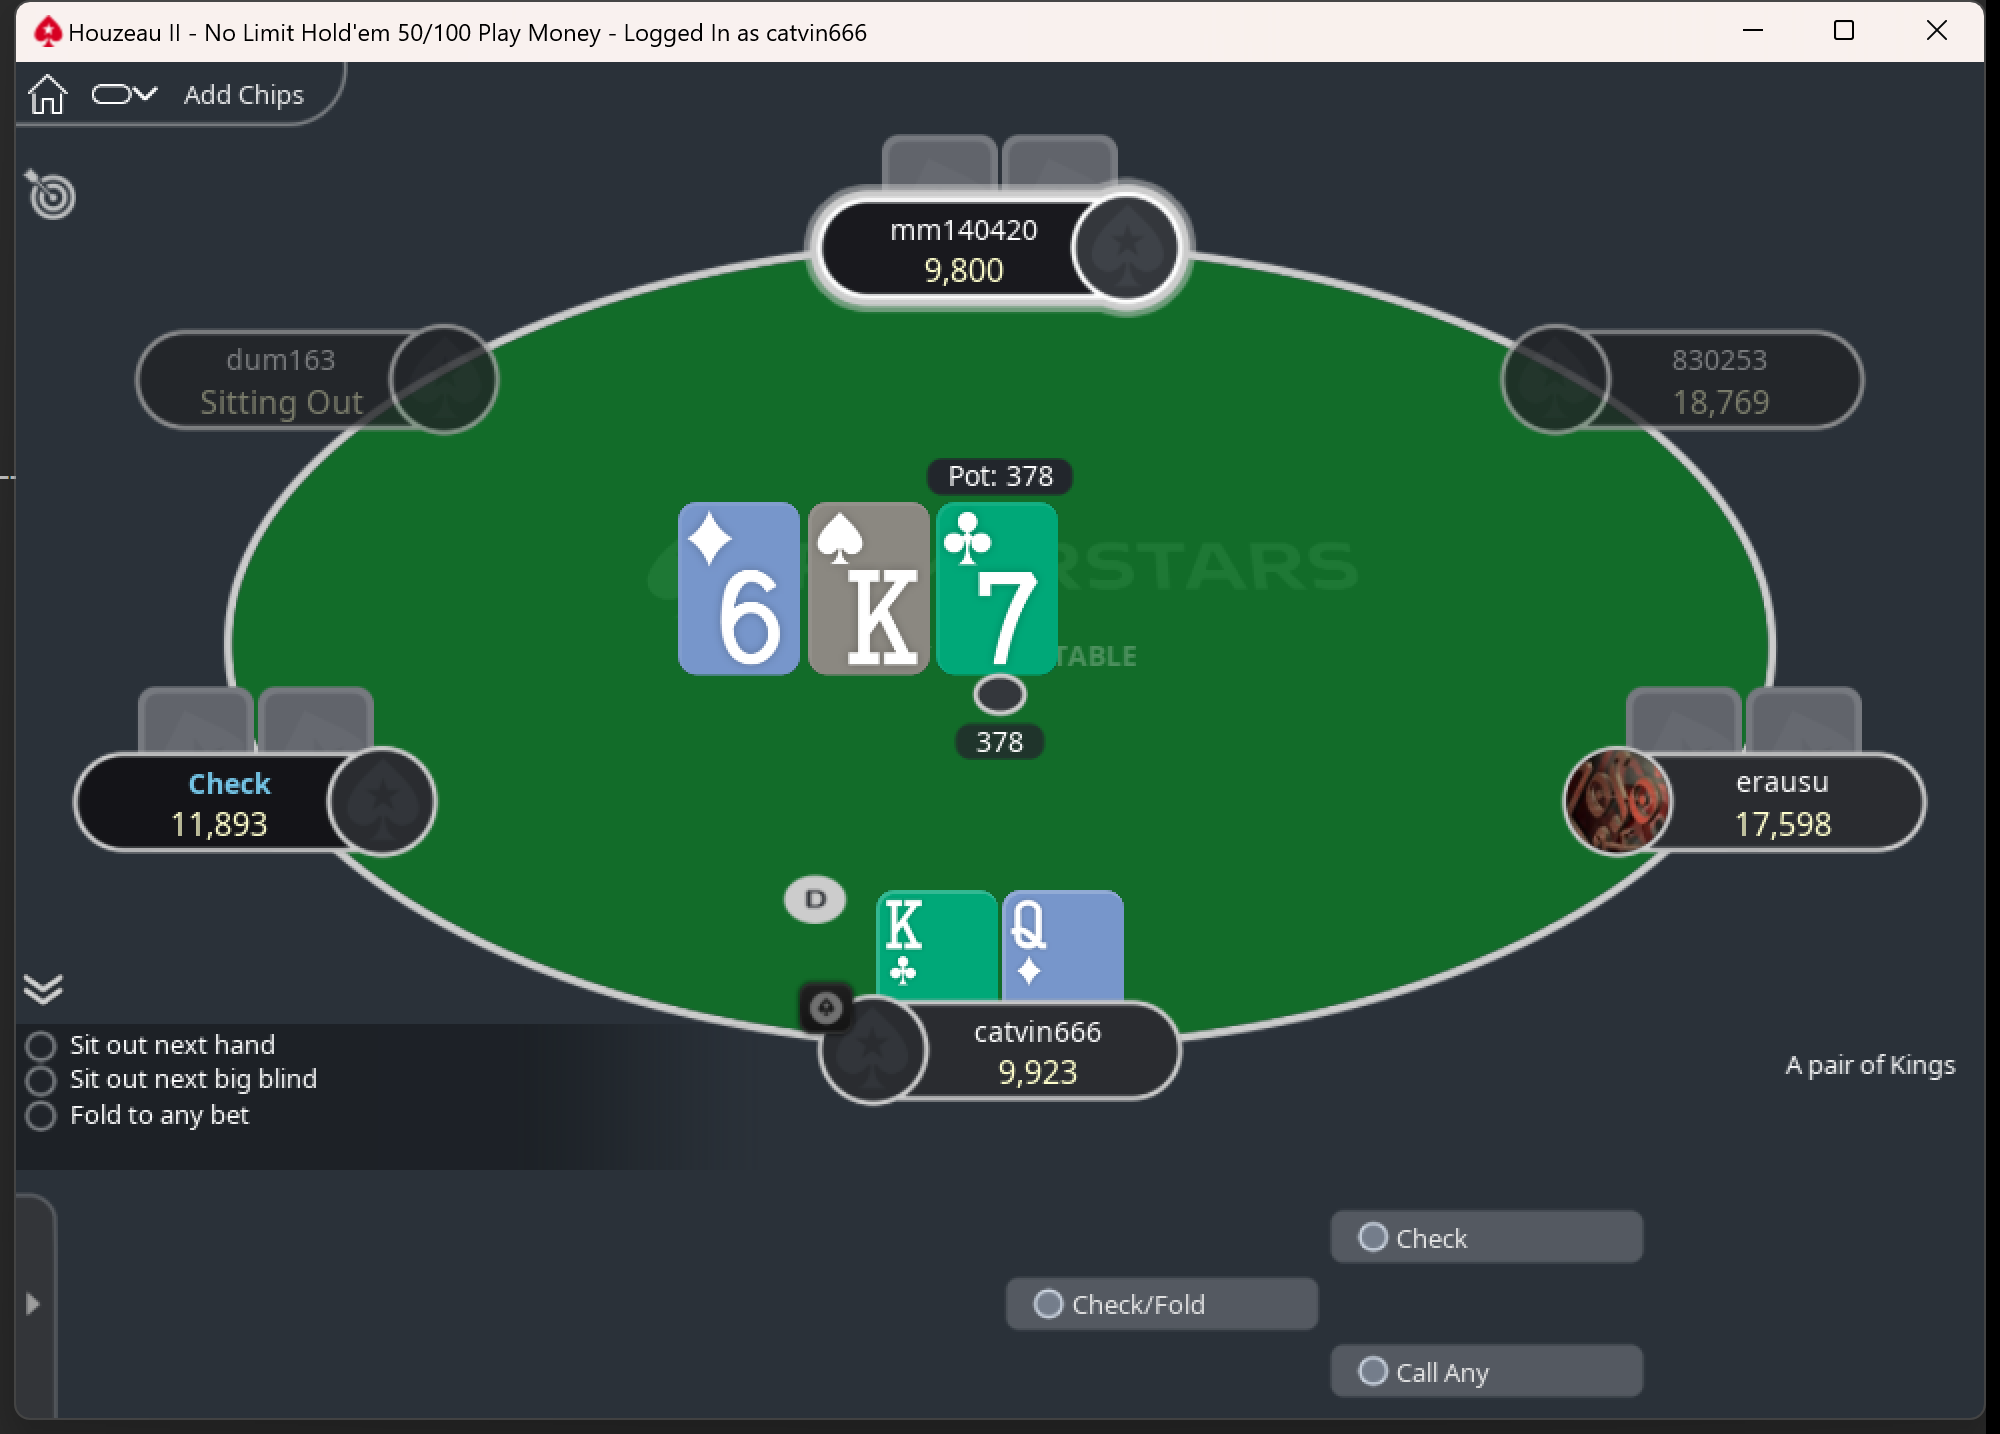 Houzeau II - No Limit Hold'em 50/100 Play Money - Logged In as catvin666
Add Chips
mm140420
9,800
dum163
Sitting Out
830253
18,769
Pot: 378
6
K
7
RSTARS
TABLE
378
Check
11,893
erausu
17,598
D
K
Q
catvin666
9,923
Sit out next hand
Sit out next big blind
Fold to any bet
A pair of Kings
Check
Check/Fold
Call Any